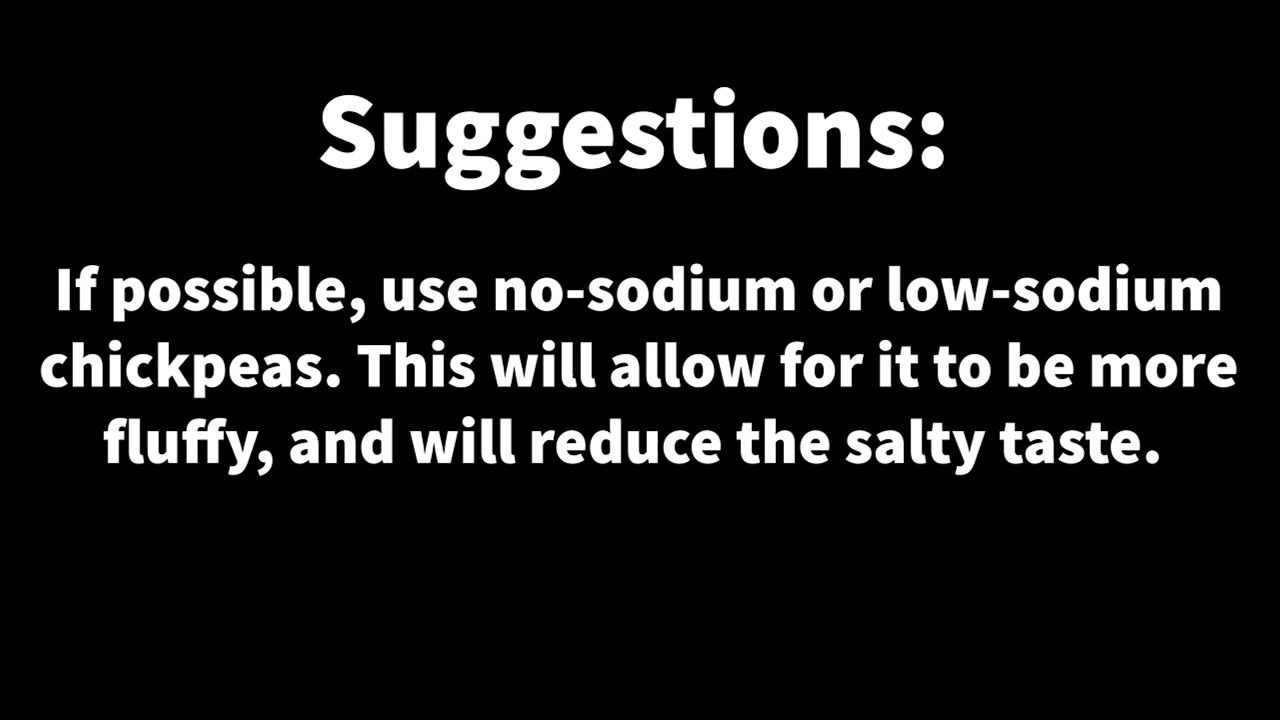 Suggestions:
If possible, use no-sodium or low-sodium
chickpeas. This will allow for it to be more
fluffy, and will reduce the salty taste.